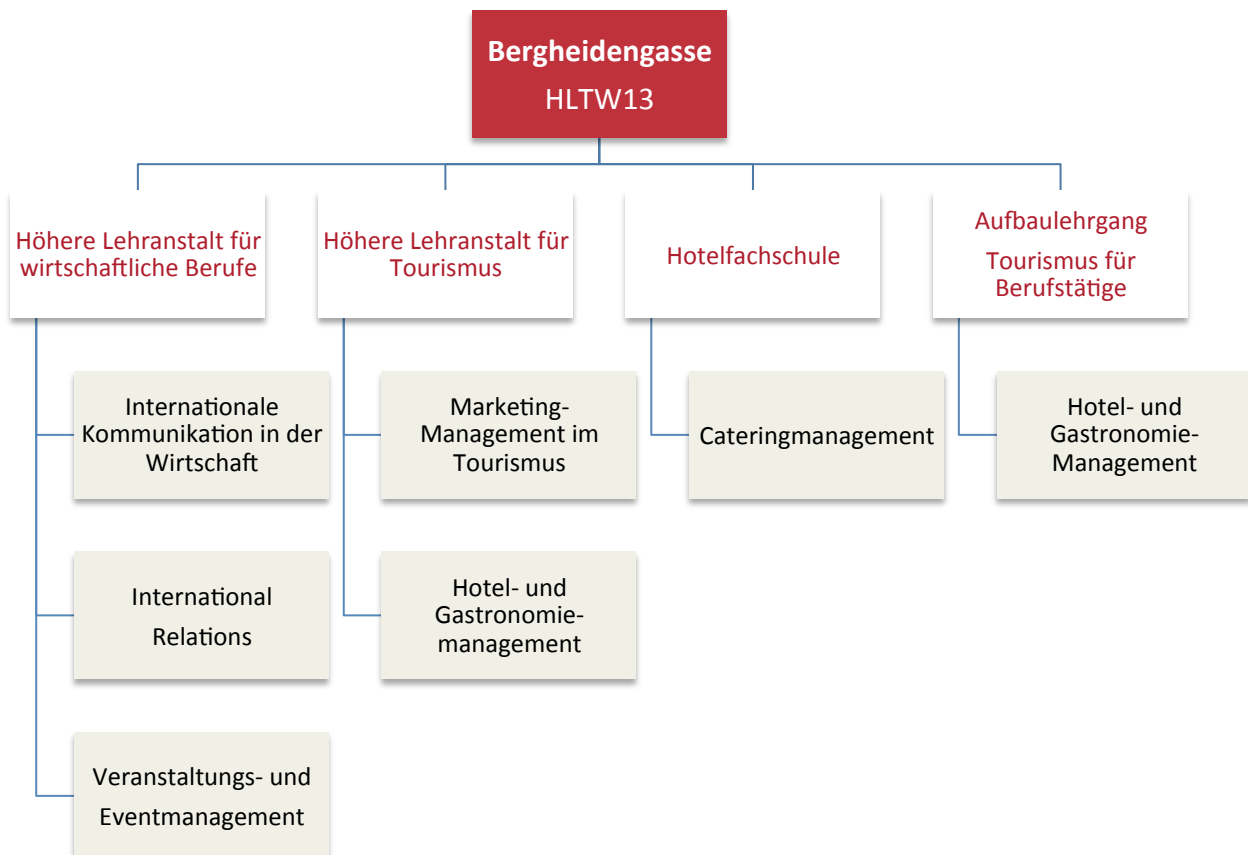 Bergheidengasse
HLTW13
Höhere Lehranstalt für
wirtschaftliche Berufe
Höhere Lehranstalt für
Tourismus
Hotelfachschule
Aufbaulehrgang
Tourismus für
Berufstätige
Internationale
Kommunikation in der
Wirtschaft
Marketing-
Management im
Tourismus
Cateringmanagement
Hotel- und
Gastronomie-
Management
International
Relations
Hotel- und
Gastronomie-
management
Veranstaltungs- und
Eventmanagement